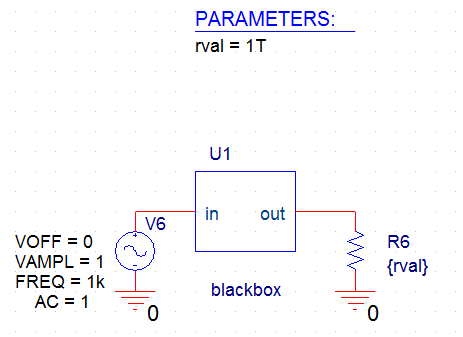 PARAMETERS:
rval = 1T
U1
in out
V6
VOFF = 0
VAMPL = 1
FREQ = 1k
AC = 1
R6
{rval}
blackbox
0
0